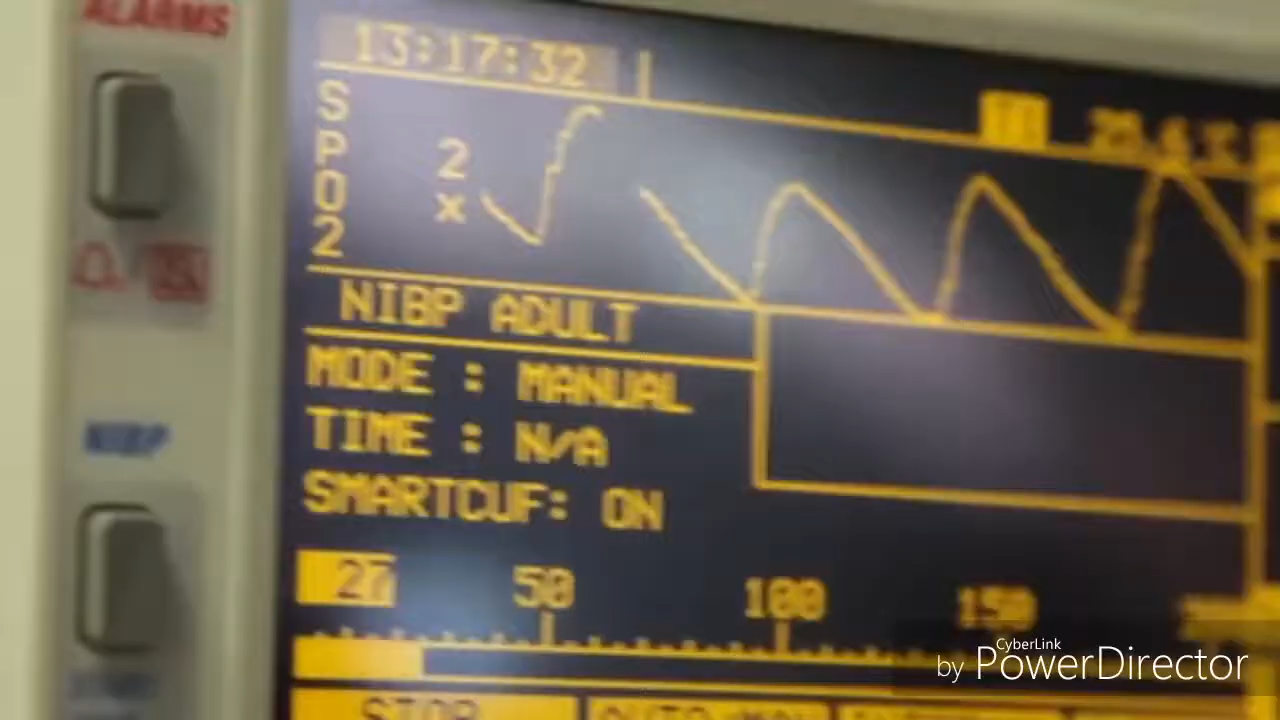 ALARMS
13:17:32
SPO2
2
x
NIBP ADULT
MODE : MANUAL
TIME : N/A
SMARTCUF: ON
NIBP
27 50 100 150
STOP
CyberLink
by PowerDirector